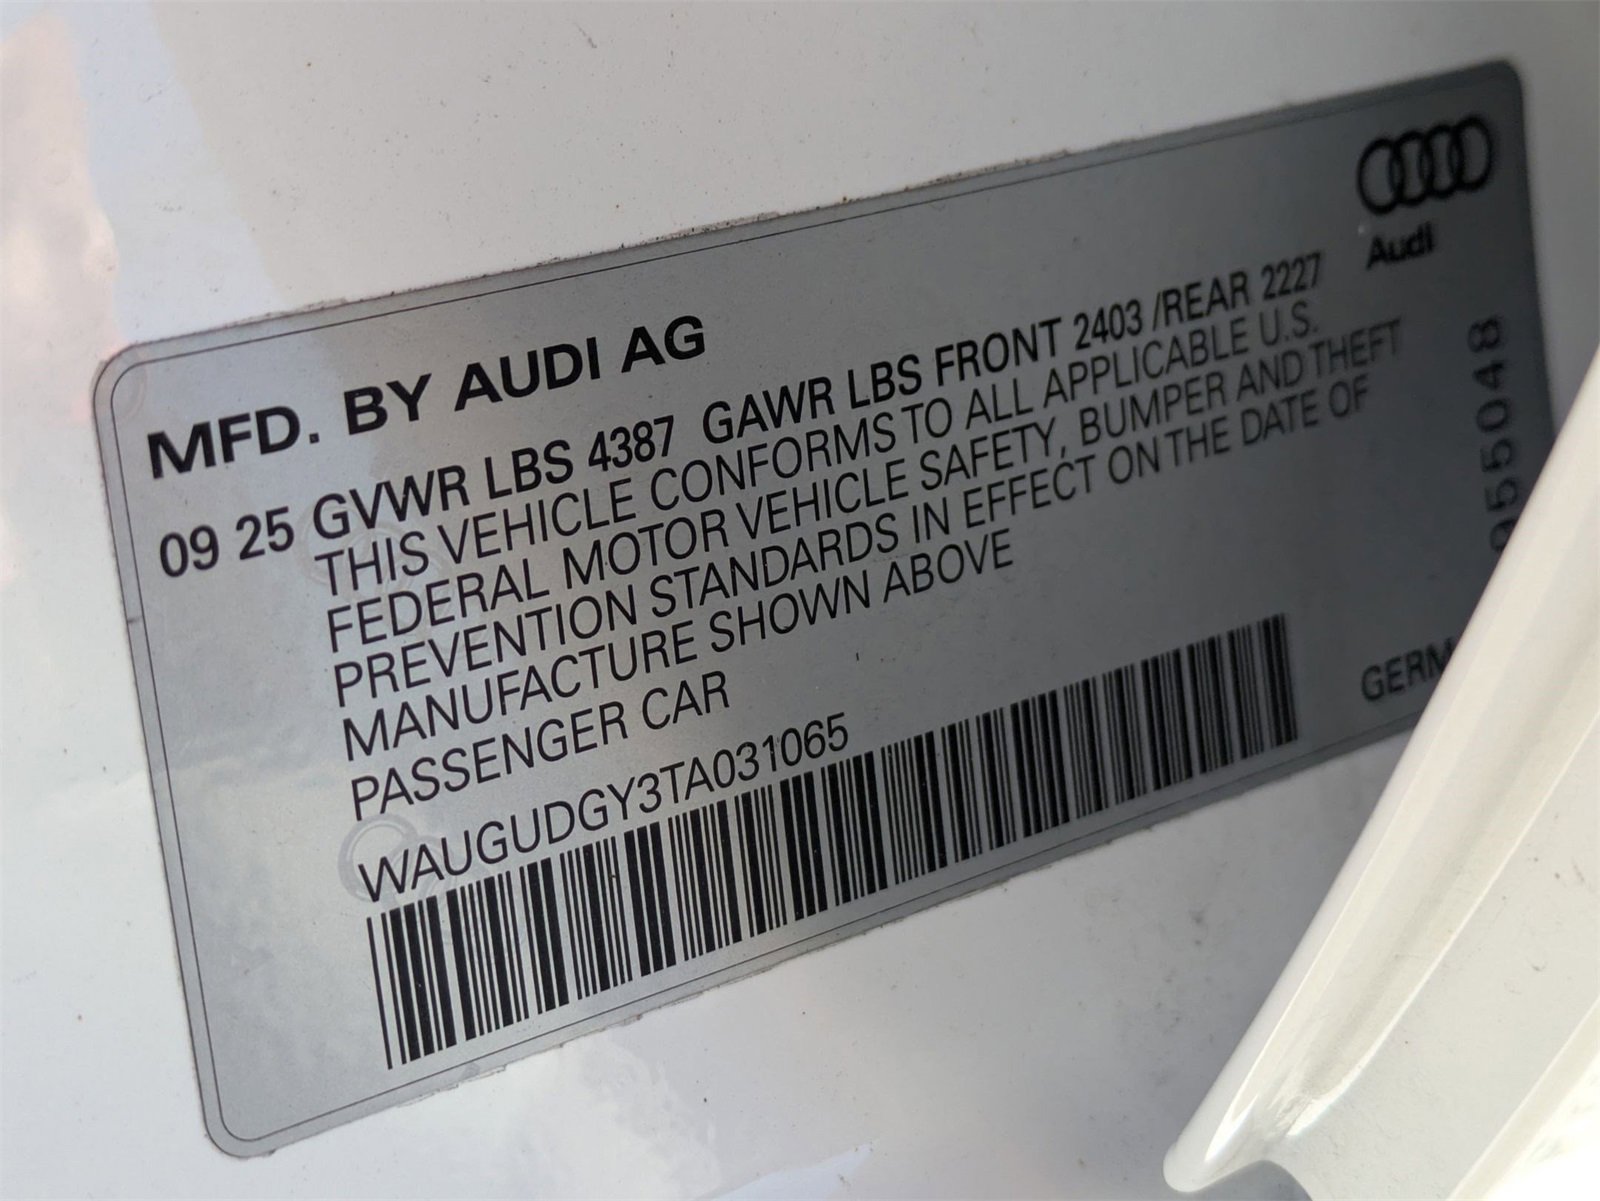 Audi
MFD. BY AUDI AG
09 25 GVWR LBS 4387 GAWR LBS FRONT 2403 /REAR 2227
THIS VEHICLE CONFORMS TO ALL APPLICABLE U.S.
FEDERAL MOTOR VEHICLE SAFETY, BUMPER AND THEFT
PREVENTION STANDARDS IN EFFECT ON THE DATE OF
MANUFACTURE SHOWN ABOVE
PASSENGER CAR
WAUGUDGY3TA031065
055048